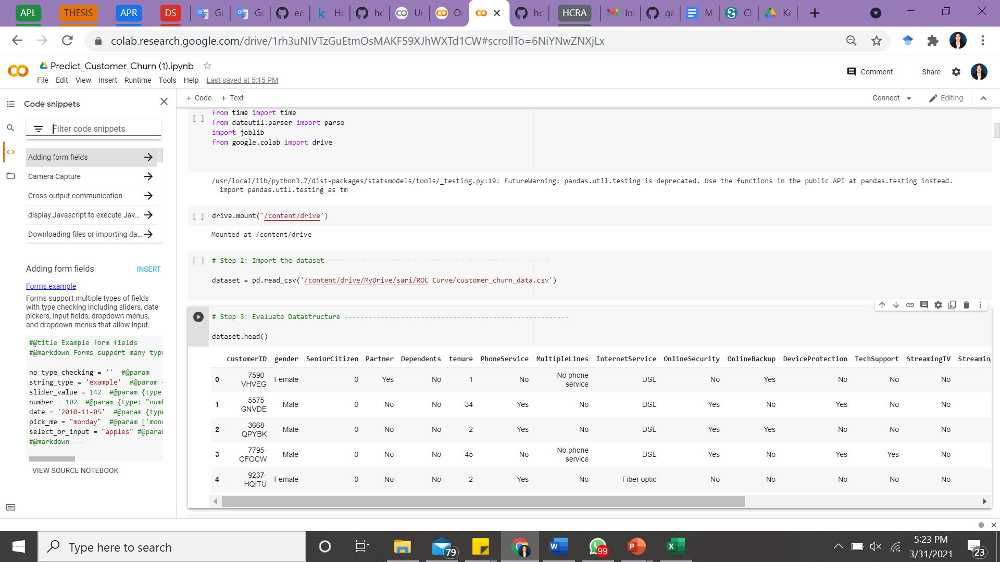 APL THESIS APR DS Gc Gc ed Hc hc Ur Or hc HCRA In ga M Cl Ke
colab.research.google.com/drive/1rh3uNIVTzGuEtmOsMAKF59XJhWXTd1CW#scrollTo=6NiYNwZNXjLx
Predict_Customer_Churn (1).ipynb
Comment Share
File Edit View Insert Runtime Tools Help Last saved at 5:15 PM
Code snippets
+ Code + Text
Connect Editing
Filter code snippets
Adding form fields
Camera Capture
Cross-output communication
display.Javascript to execute Jav...
Downloading files or importing da...
Adding form fields INSERT
Forms example
Forms support multiple types of fields
with type checking including sliders, date
pickers, input fields, dropdown menus,
and dropdown menus that allow input.
#@title Example form fields
#@markdown Forms support many type
no_type_checking = '' #@param
string_type = 'example' #@param
slider_value = 142 #@param {type
number = 102 #@param {type: "numb
date = '2010-11-05' #@param {type
pick_me = "monday" #@param ['mond
select_or_input = "apples" #@param
#@markdown ---
VIEW SOURCE NOTEBOOK
[ ] from time import time
from dateutil.parser import parse
import joblib
from google.colab import drive
/usr/local/lib/python3.7/dist-packages/statsmodels/tools/_testing.py:19: FutureWarning: pandas.util.testing is deprecated. Use the functions in the public API at pandas.testing instead.
import pandas.util.testing as tm
[ ] drive.mount('/content/drive')
Mounted at /content/drive
[ ] # Step 2: Import the dataset--------------------------------------------------------
dataset = pd.read_csv('/content/drive/MyDrive/sari/ROC Curve/customer_churn_data.csv')
# Step 3: Evaluate Datastructure --------------------------------------------------------
dataset.head()
customerID gender SeniorCitizen Partner Dependents tenure PhoneService MultipleLines InternetService OnlineSecurity OnlineBackup DeviceProtection TechSupport StreamingTV Streaming
0 7590-VHVEG Female 0 Yes No 1 No No phone service DSL No Yes No No No
1 5575-GNVDE Male 0 No No 34 Yes No DSL Yes No Yes No No
2 3668-QPYBK Male 0 No No 2 Yes No DSL Yes Yes No No No
3 7795-CFOCW Male 0 No No 45 No No phone service DSL Yes No Yes Yes No
4 9237-HQITU Female 0 No No 2 Yes No Fiber optic No No No No No
Type here to search
79
99
5:23 PM
3/31/2021
23